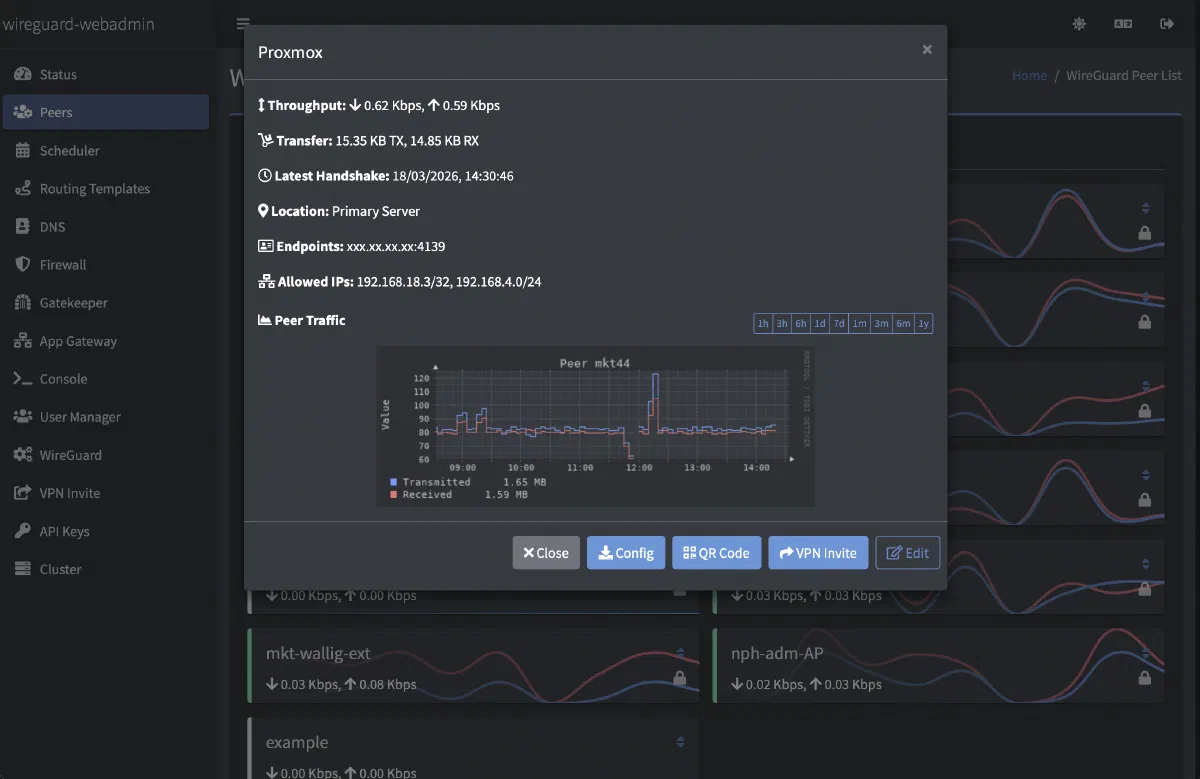 wireguard-webadmin
Status
Peers
Scheduler
Routing Templates
DNS
Firewall
Gatekeeper
App Gateway
Console
User Manager
WireGuard
VPN Invite
API Keys
Cluster
W
Home / WireGuard Peer List
Proxmox
×
Throughput: 0.62 Kbps, 0.59 Kbps
Transfer: 15.35 KB TX, 14.85 KB RX
Latest Handshake: 18/03/2026, 14:30:46
Location: Primary Server
Endpoints: xxx.xx.xx.xx:4139
Allowed IPs: 192.168.18.3/32, 192.168.4.0/24
Peer Traffic
1h 3h 6h 1d 7d 1m 3m 6m 1y
Peer mkt44
Value
120
110
100
90
80
70
60
09:00 10:00 11:00 12:00 13:00 14:00
Transmitted 1.65 MB
Received 1.59 MB
RRDTOOL / TOBI OETIKER
Close
Config
QR Code
VPN Invite
Edit
0.00 Kbps, 0.00 Kbps
0.03 Kbps, 0.03 Kbps
mkt-wallig-ext
0.03 Kbps, 0.08 Kbps
nph-adm-AP
0.02 Kbps, 0.03 Kbps
example
0.00 Kbps, 0.00 Kbps